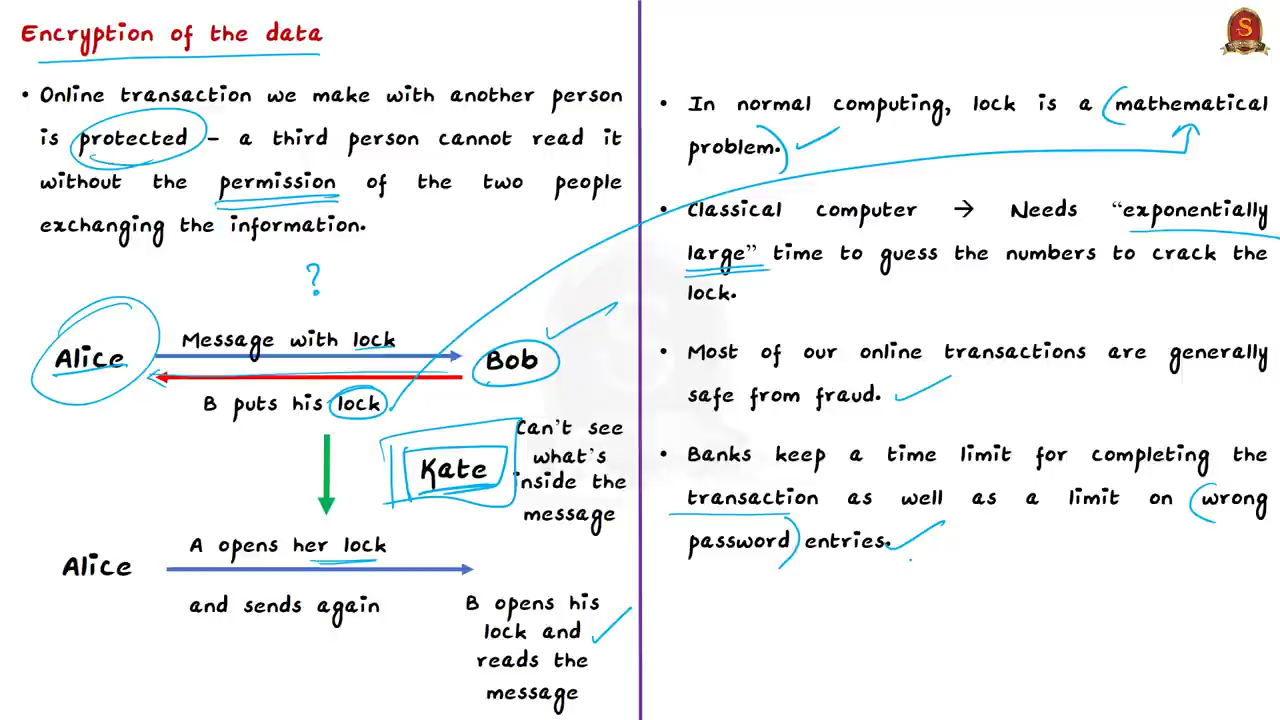 Encryption of the data
• Online transaction we make with another person
is protected – a third person cannot read it
without the permission of the two people
exchanging the information.
?
Message with lock
Alice
Bob
B puts his lock
Kate
Can't see
what's
inside the
message
A opens her lock
Alice
and sends again
B opens his
lock and
reads the
message
S
• In normal computing, lock is a mathematical
problem.
• Classical computer → Needs "exponentially
large" time to guess the numbers to crack the
lock.
• Most of our online transactions are generally
safe from fraud.
• Banks keep a time limit for completing the
transaction as well as a limit on wrong
password entries.